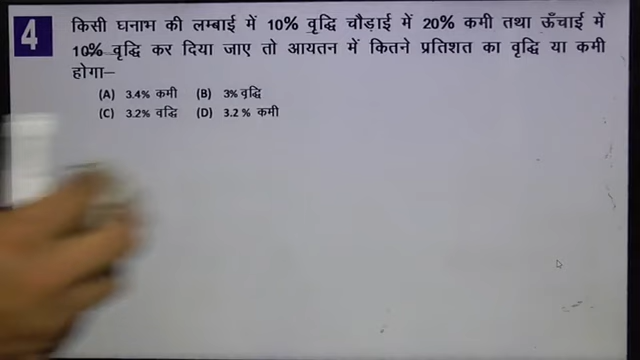 4
किसी घनाभ की लम्बाई में 10% वृद्धि चौड़ाई में 20% कमी तथा ऊँचाई में
10% वृद्धि कर दिया जाए तो आयतन में कितने प्रतिशत का वृद्धि या कमी
होगा–
(A) 3.4% कमी (B) 3% वृद्धि
(C) 3.2% वृद्धि (D) 3.2 % कमी